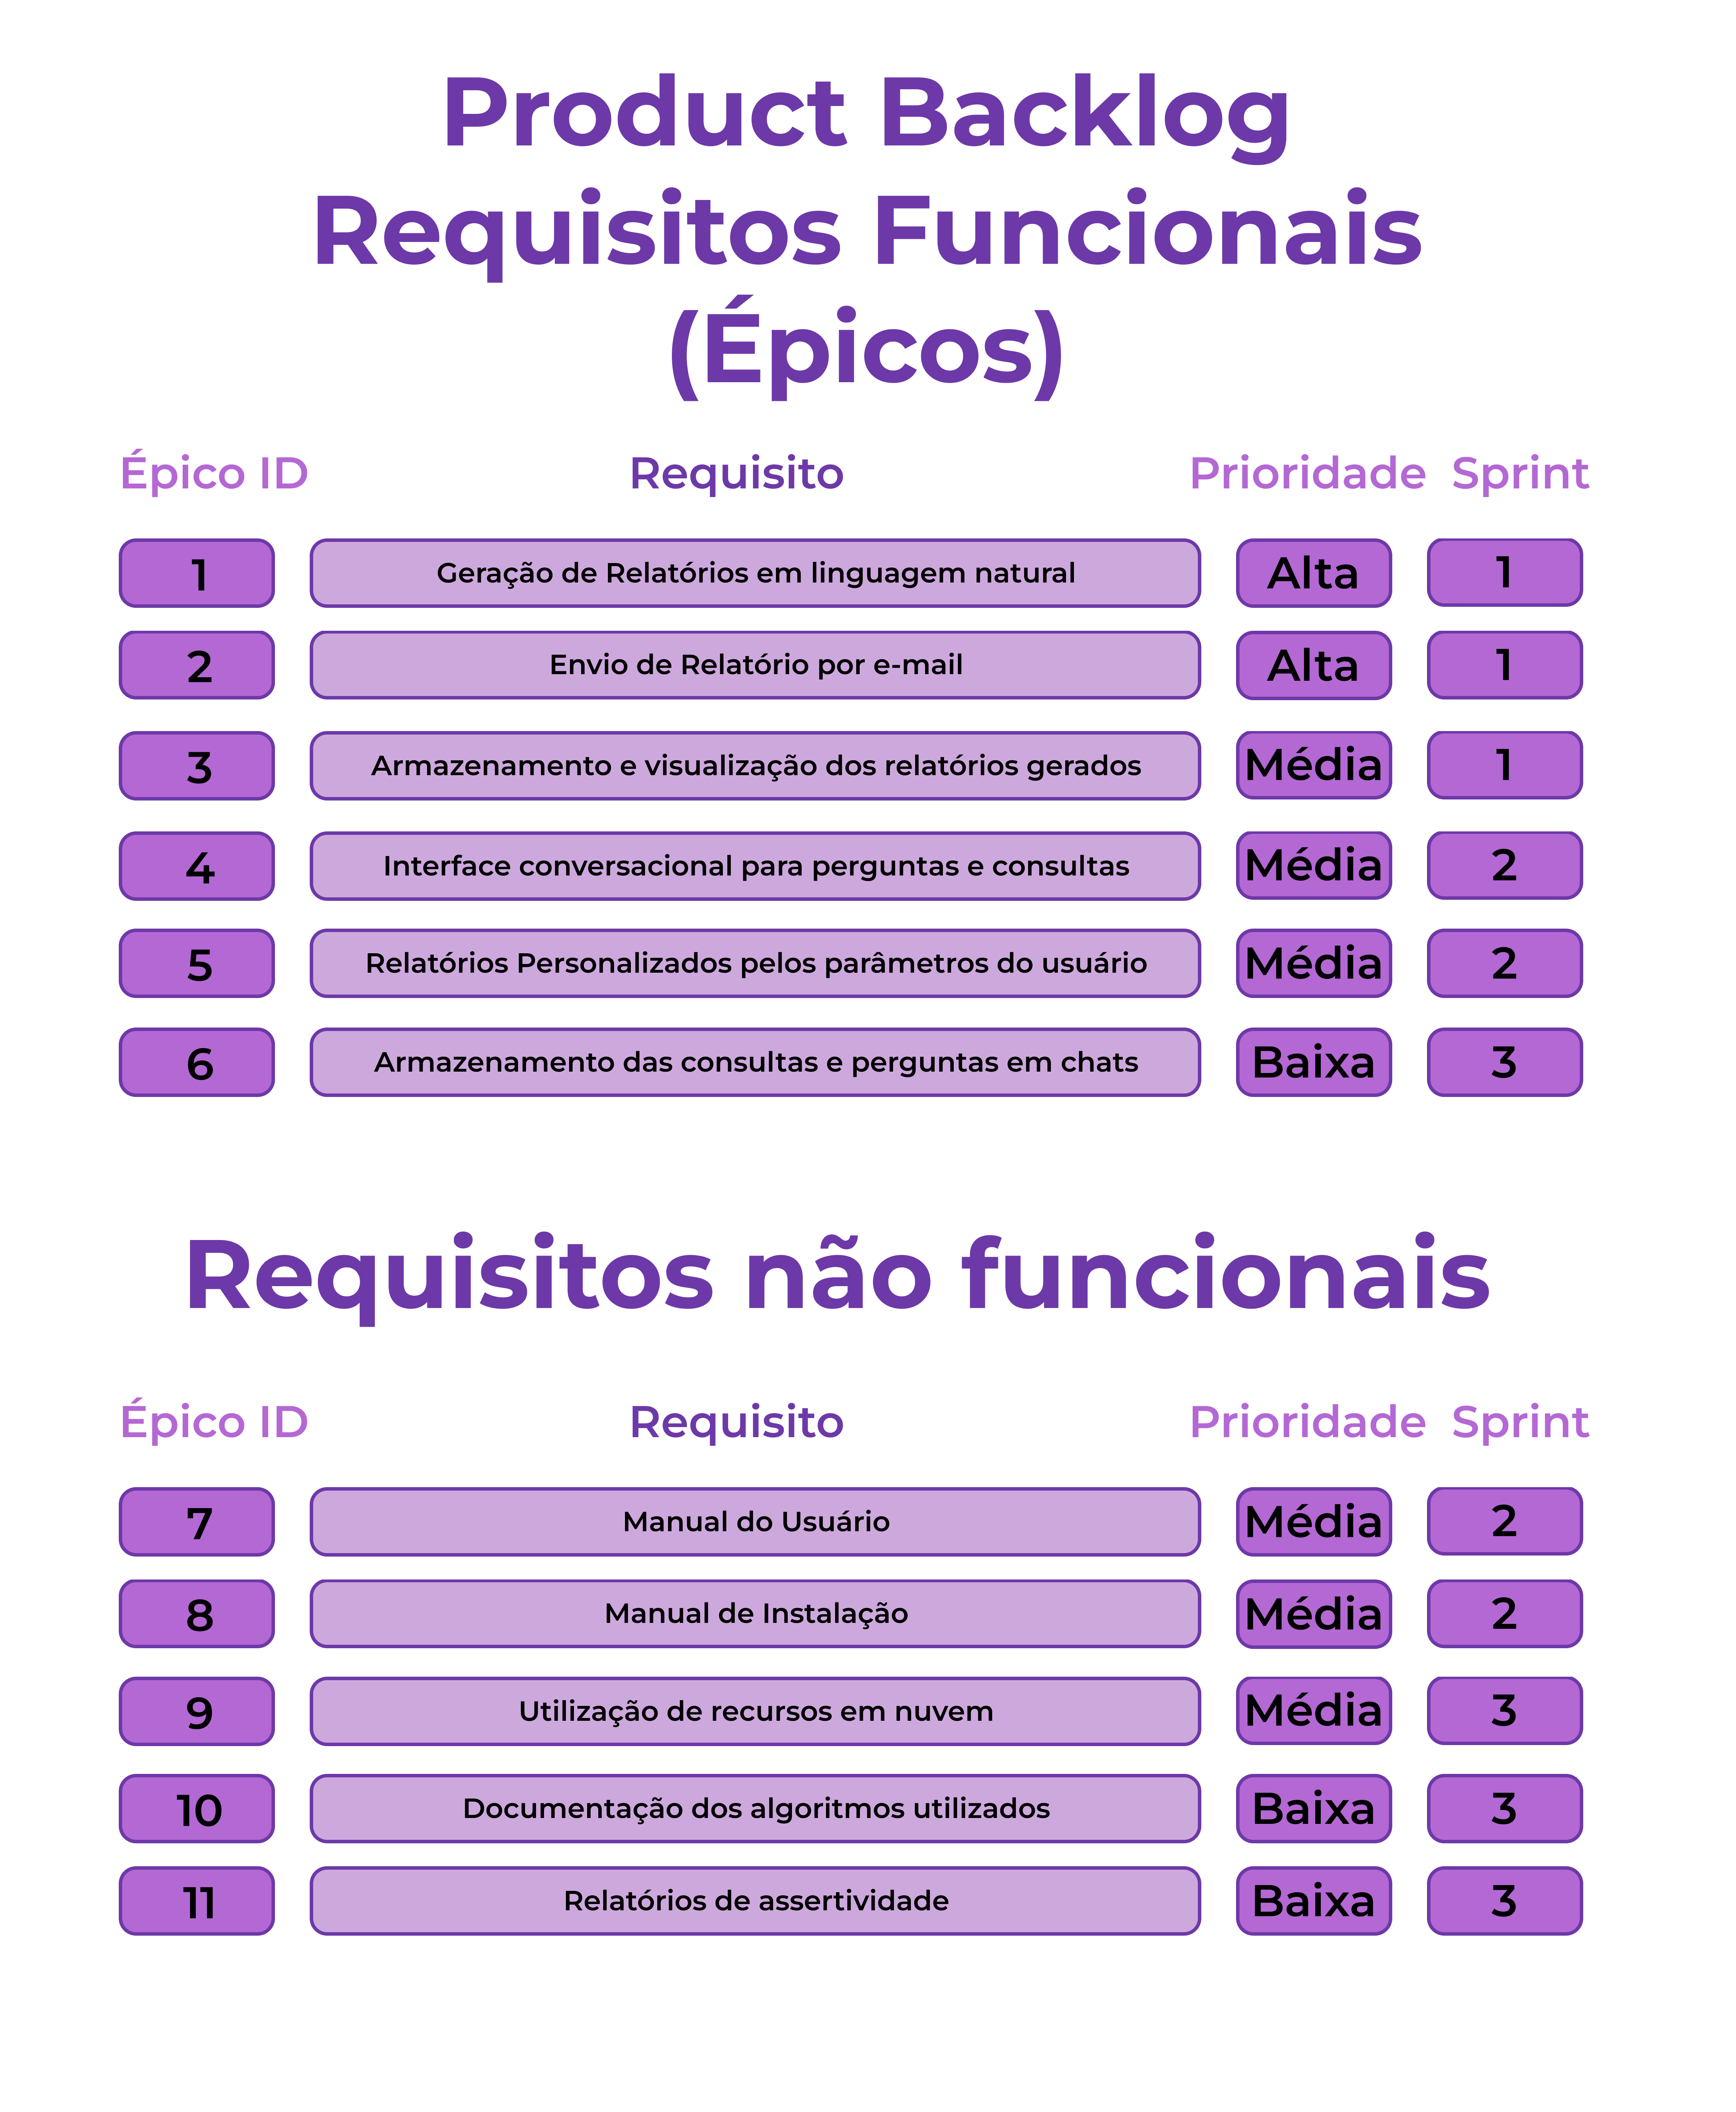 Product Backlog
Requisitos Funcionais
(Épicos)
Épico ID Requisito Prioridade Sprint
1 Geração de Relatórios em linguagem natural Alta 1
2 Envio de Relatório por e-mail Alta 1
3 Armazenamento e visualização dos relatórios gerados Média 1
4 Interface conversacional para perguntas e consultas Média 2
5 Relatórios Personalizados pelos parâmetros do usuário Média 2
6 Armazenamento das consultas e perguntas em chats Baixa 3
Requisitos não funcionais
Épico ID Requisito Prioridade Sprint
7 Manual do Usuário Média 2
8 Manual de Instalação Média 2
9 Utilização de recursos em nuvem Média 3
10 Documentação dos algoritmos utilizados Baixa 3
11 Relatórios de assertividade Baixa 3